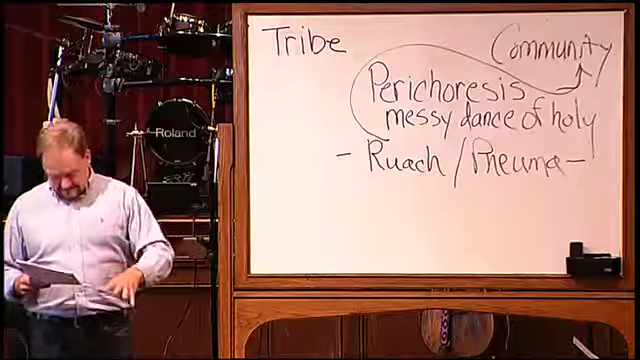 Tribe
Community
Perichoresis
messy dance of holy
- Ruach / Pneuma -
Roland